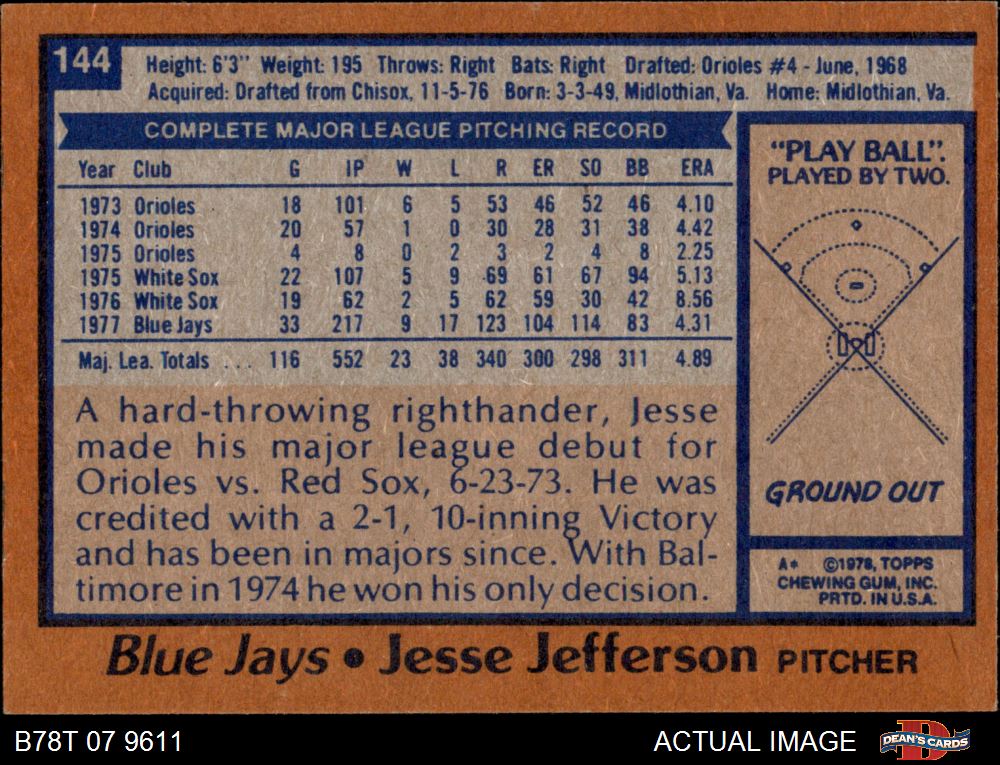 144
Height: 6'3" Weight: 195 Throws: Right Bats: Right Drafted: Orioles #4 - June, 1968
Acquired: Drafted from Chisox, 11-5-76 Born: 3-3-49, Midlothian, Va. Home: Midlothian, Va.
COMPLETE MAJOR LEAGUE PITCHING RECORD
Year Club G IP W L R ER SO BB ERA
1973 Orioles 18 101 6 5 53 46 52 46 4.10
1974 Orioles 20 57 1 0 30 28 31 38 4.42
1975 Orioles 4 8 0 2 3 2 4 8 2.25
1975 White Sox 22 107 5 9 69 61 67 94 5.13
1976 White Sox 19 62 2 5 62 59 30 42 8.56
1977 Blue Jays 33 217 9 17 123 104 114 83 4.31
Maj. Lea. Totals ... 116 552 23 38 340 300 298 311 4.89
A hard-throwing righthander, Jesse
made his major league debut for
Orioles vs. Red Sox, 6-23-73. He was
credited with a 2-1, 10-inning Victory
and has been in majors since. With Bal-
timore in 1974 he won his only decision.
"PLAY BALL".
PLAYED BY TWO.
GROUND OUT
A* ©1978, TOPPS
CHEWING GUM, INC.
PRTD. IN U.S.A.
Blue Jays • Jesse Jefferson PITCHER
B78T 07 9611
ACTUAL IMAGE
DEAN'S CARDS